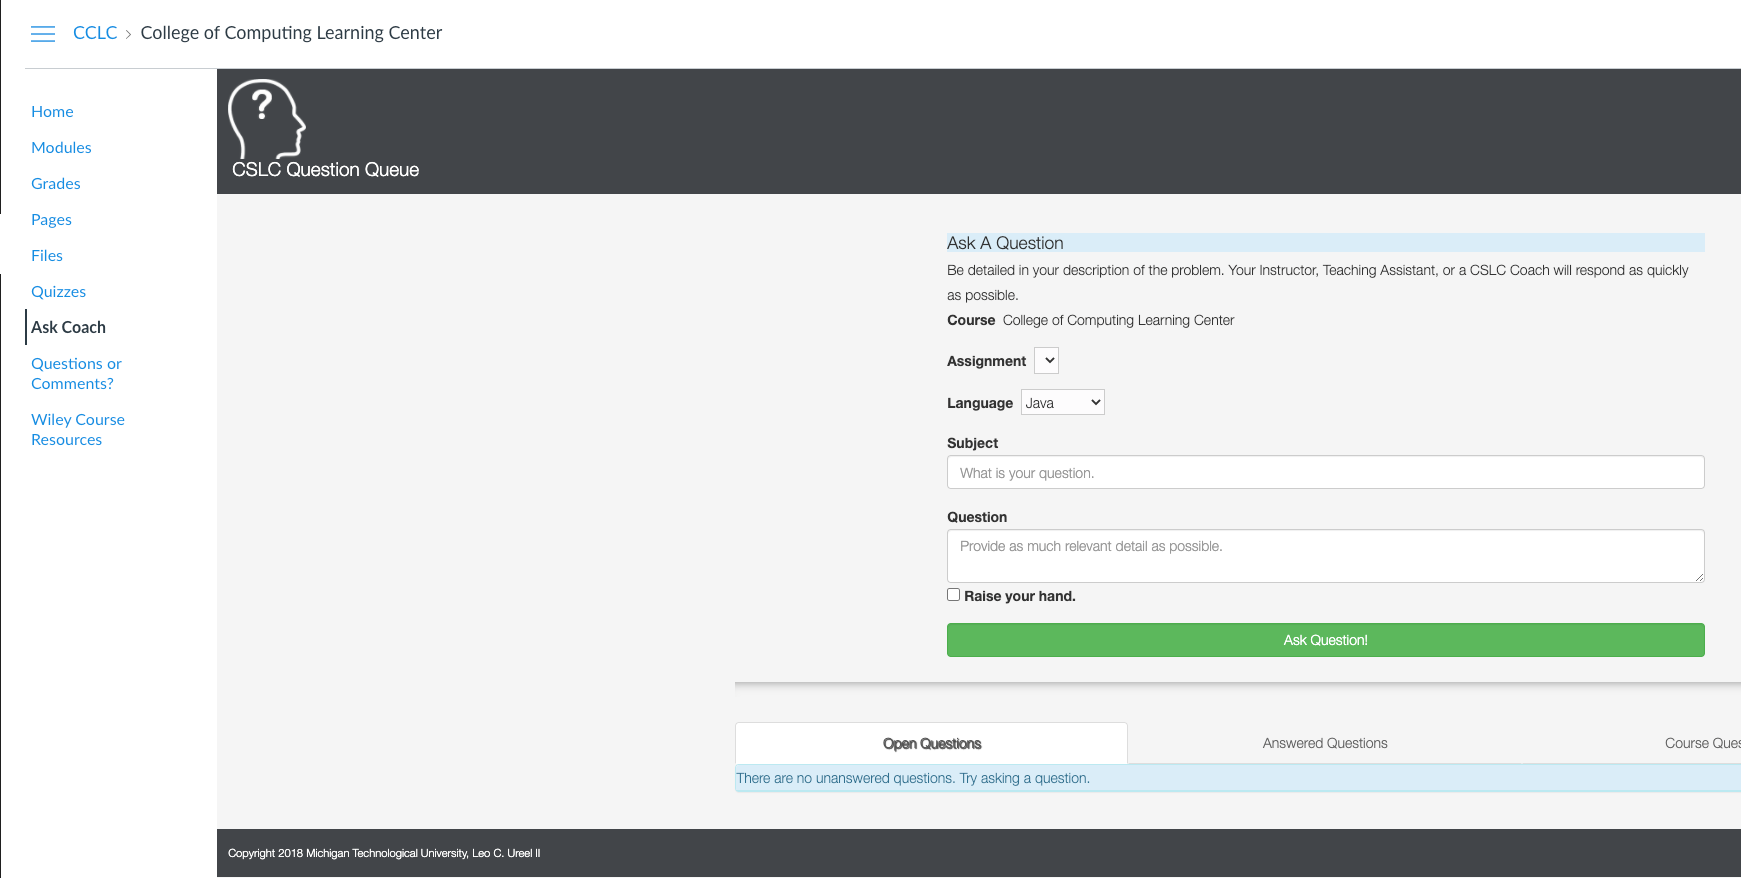 CCLC > College of Computing Learning Center
Home
Modules
Grades
Pages
Files
Quizzes
Ask Coach
Questions or
Comments?
Wiley Course
Resources
?
CSLC Question Queue
Ask A Question
Be detailed in your description of the problem. Your Instructor, Teaching Assistant, or a CSLC Coach will respond as quickly
as possible.
Course College of Computing Learning Center
Assignment
Language Java
Subject
What is your question.
Question
Provide as much relevant detail as possible.
Raise your hand.
Ask Question!
Open Questions Answered Questions Course Ques
There are no unanswered questions. Try asking a question.
Copyright 2018 Michigan Technological University, Leo C. Ureel II